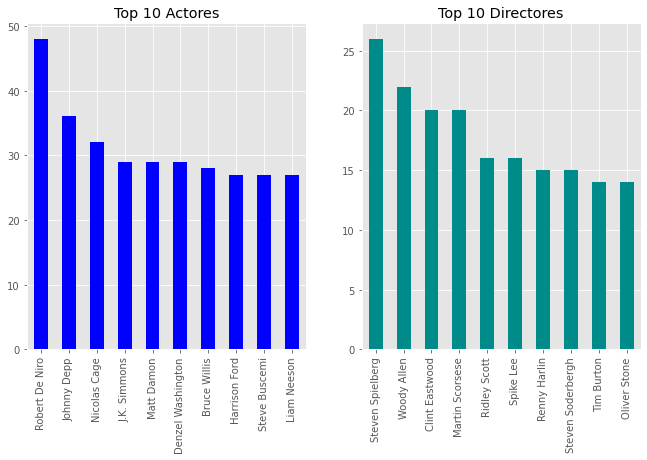 Top 10 Actores
50
40
30
20
10
0
Robert De Niro
Johnny Depp
Nicolas Cage
J.K. Simmons
Matt Damon
Denzel Washington
Bruce Willis
Harrison Ford
Steve Buscemi
Liam Neeson
Top 10 Directores
25
20
15
10
5
0
Steven Spielberg
Woody Allen
Clint Eastwood
Martin Scorsese
Ridley Scott
Spike Lee
Renny Harlin
Steven Soderbergh
Tim Burton
Oliver Stone